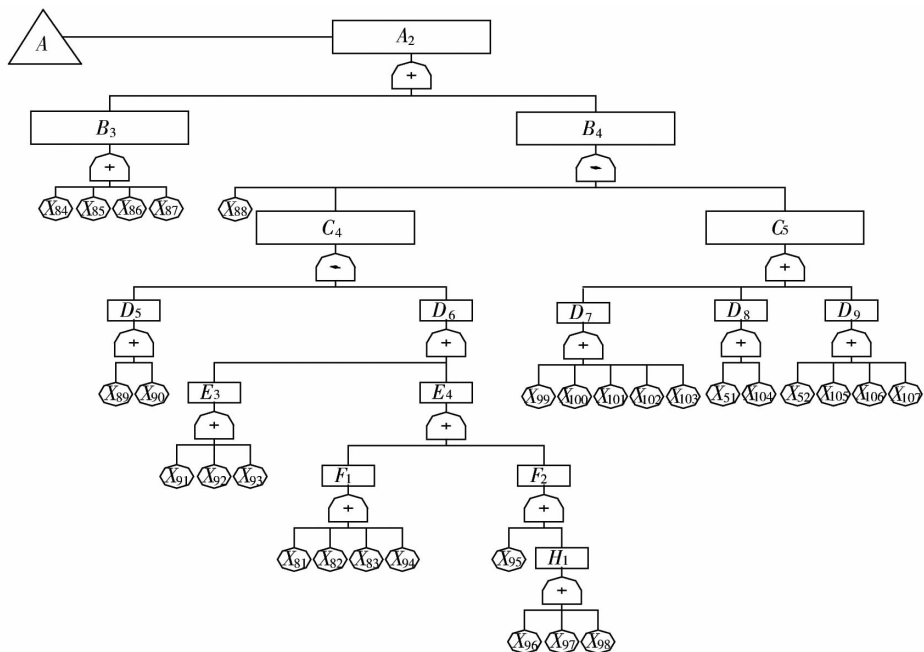 A A2
+
B3 B4
+ •
X84 X85 X86 X87 X88
C4 C5
• +
D5 D6 D7 D8 D9
+ + + + +
X89 X90 E3 E4 X99 X100 X101 X102 X103 X51 X104 X52 X105 X106 X107
+ +
X91 X92 X93 F1 F2
+ +
X81 X82 X83 X94 X95 H1
+
X96 X97 X98